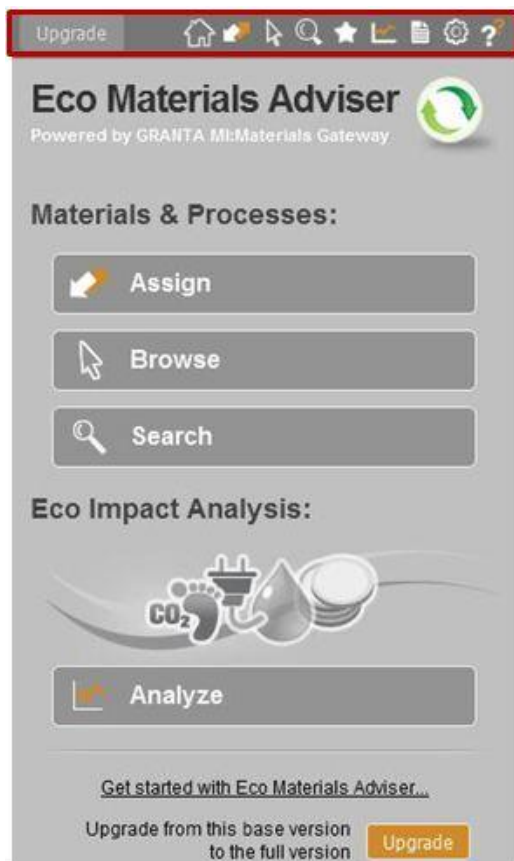 Upgrade
Eco Materials Adviser
Powered by GRANTA MI:Materials Gateway
Materials & Processes:
Assign
Browse
Search
Eco Impact Analysis:
CO₂
Analyze
Get started with Eco Materials Adviser...
Upgrade from this base version
to the full version
Upgrade